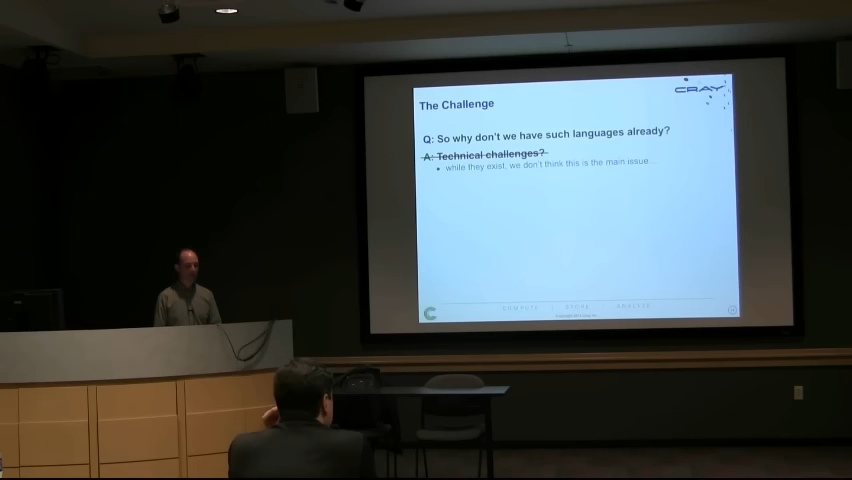 CRAY
The Challenge
Q: So why don't we have such languages already?
A: Technical challenges?
while they exist, we don't think this is the main issue...
COMPUTE | STORE | ANALYZE